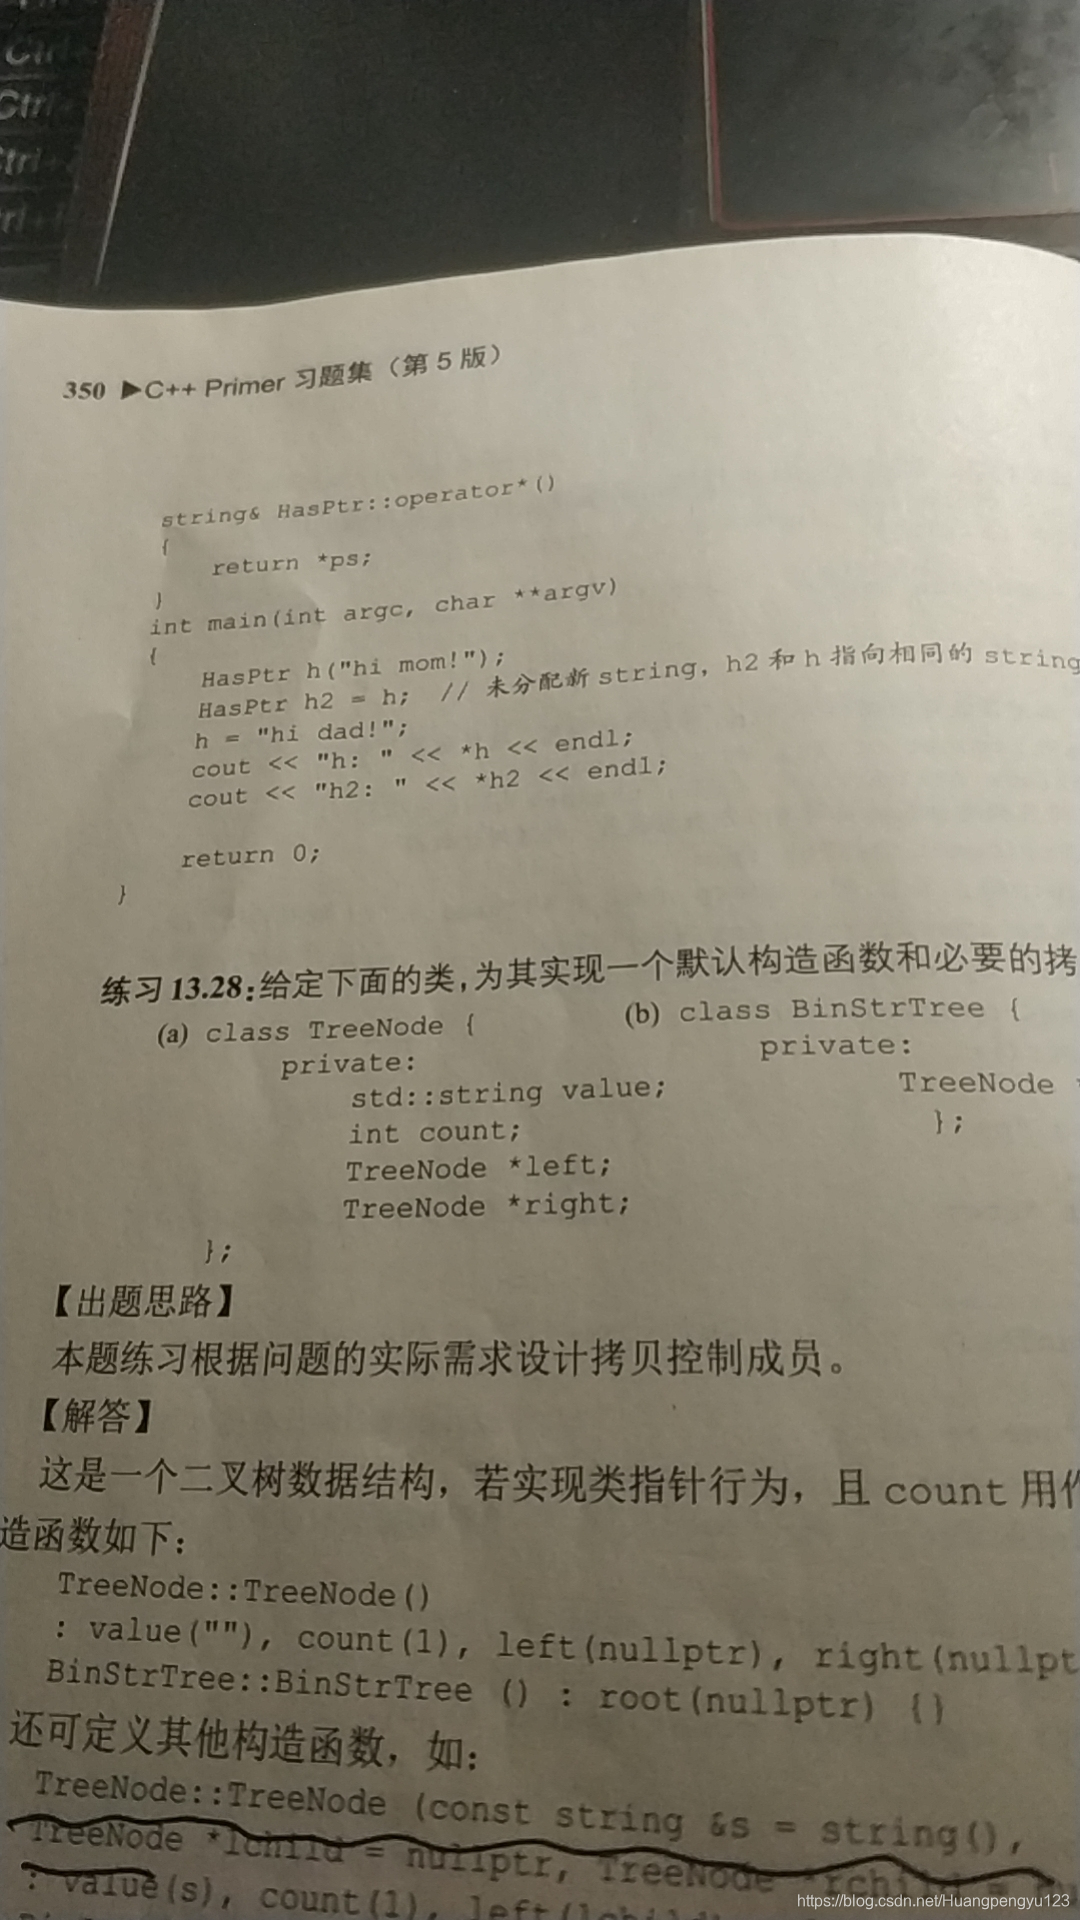 Ctrl
Ctrl
350 ▶C++ Primer 习题集（第 5 版）
string& HasPtr::operator*()
{
return *ps;
}
int main(int argc, char **argv)
{
HasPtr h("hi mom!");
HasPtr h2 = h; // 未分配新 string，h2 和 h 指向相同的 string
h = "hi dad!";
cout << "h: " << *h << endl;
cout << "h2: " << *h2 << endl;
return 0;
}
练习 13.28：给定下面的类，为其实现一个默认构造函数和必要的拷
(a) class TreeNode { (b) class BinStrTree {
private: private:
std::string value; TreeNode
int count; };
TreeNode *left;
TreeNode *right;
};
【出题思路】
本题练习根据问题的实际需求设计拷贝控制成员。
【解答】
这是一个二叉树数据结构，若实现类指针行为，且 count 用作
造函数如下：
TreeNode::TreeNode()
: value(""), count(1), left(nullptr), right(nullpt
BinStrTree::BinStrTree () : root(nullptr) {}
还可定义其他构造函数，如：
TreeNode::TreeNode (const string &s = string(),
TreeNode *lchild = nullptr, TreeNode *rchild = nu
: value(s), count(1), left(lchild)
https://blog.csdn.net/Huangpengyu123